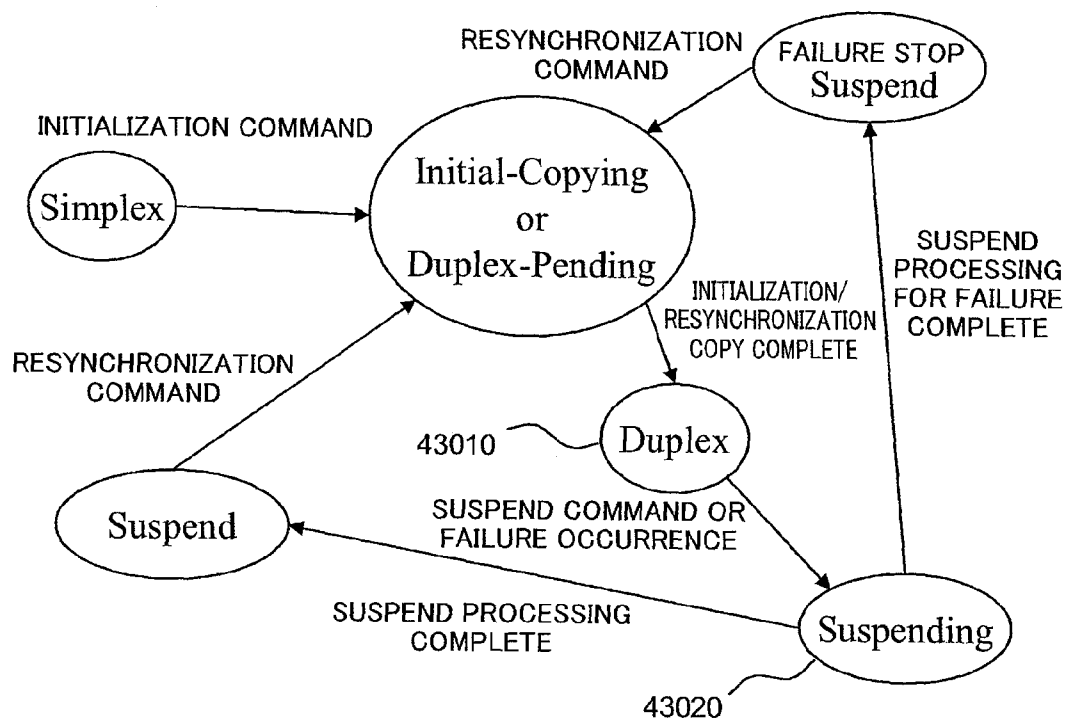 RESYNCHRONIZATION
COMMAND
FAILURE STOP
Suspend
INITIALIZATION COMMAND
Simplex
Initial-Copying
or
Duplex-Pending
SUSPEND
PROCESSING
FOR FAILURE
COMPLETE
INITIALIZATION/
RESYNCHRONIZATION
COPY COMPLETE
RESYNCHRONIZATION
COMMAND
43010
Duplex
Suspend
SUSPEND COMMAND OR
FAILURE OCCURRENCE
SUSPEND PROCESSING
COMPLETE
Suspending
43020